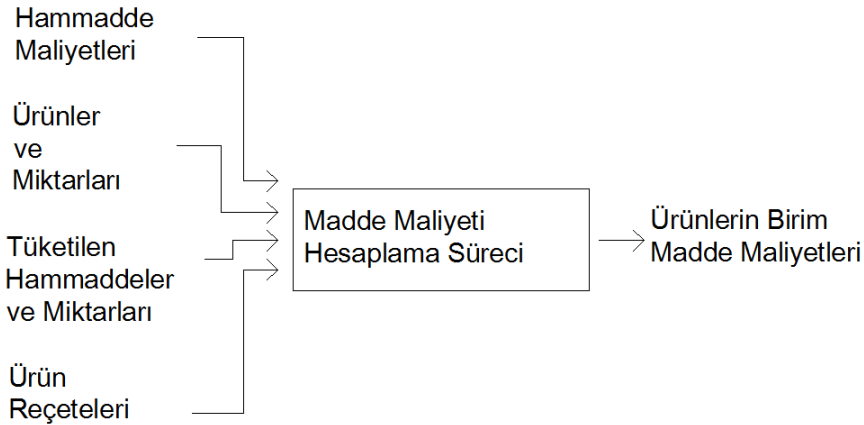 Hammadde
Maliyetleri
Ürünler
ve
Miktarları
Tüketilen
Hammaddeler
ve Miktarları
Ürün
Reçeteleri
Madde Maliyeti
Hesaplama Süreci
Ürünlerin Birim
Madde Maliyetleri